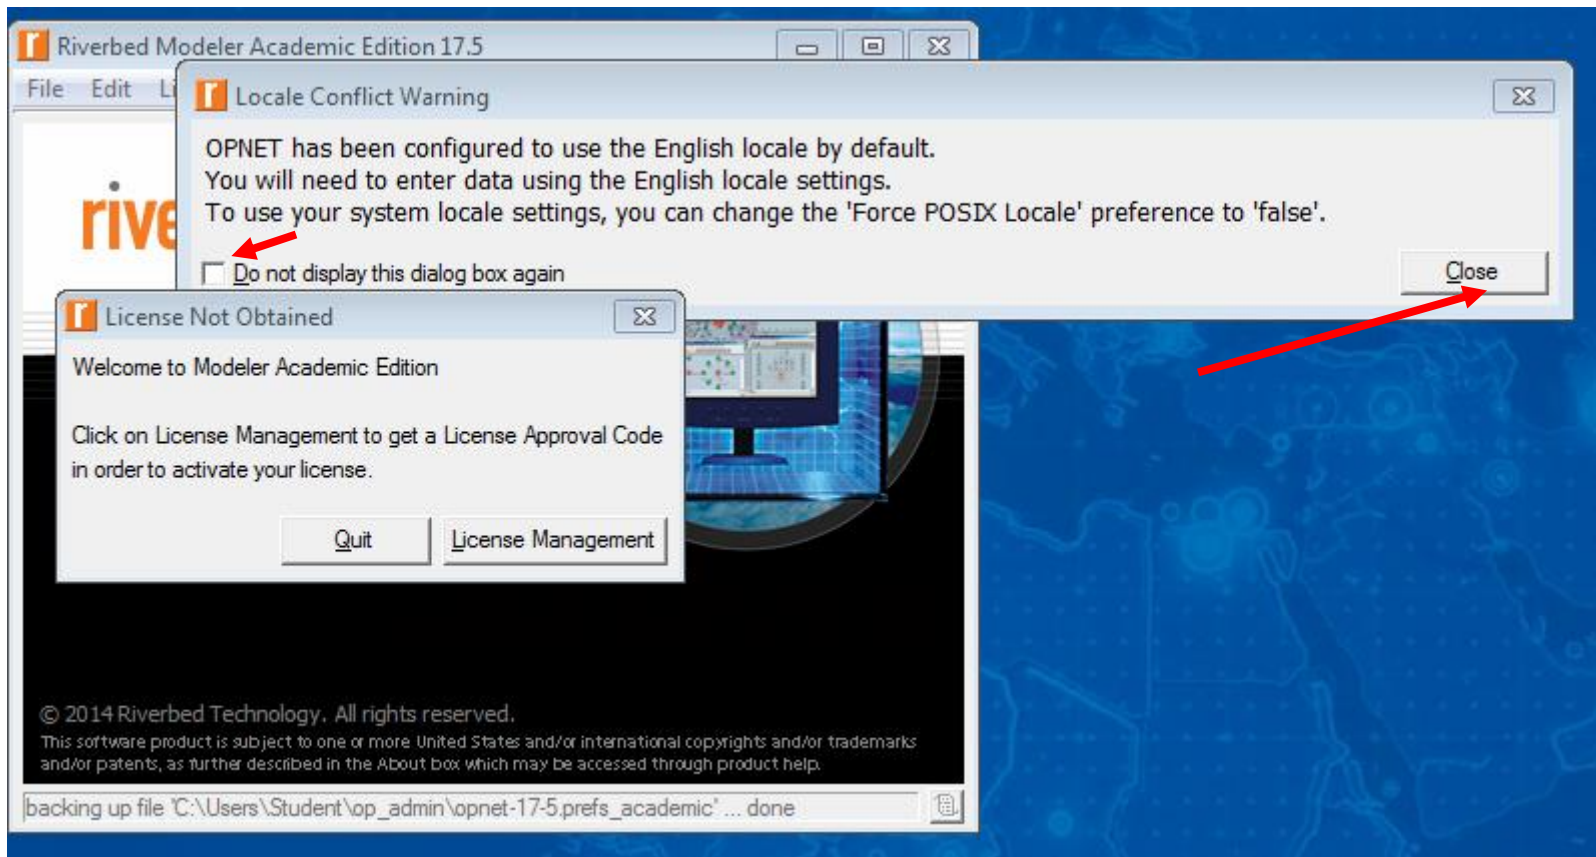 Riverbed Modeler Academic Edition 17.5
File Edit Li
Locale Conflict Warning
OPNET has been configured to use the English locale by default.
You will need to enter data using the English locale settings.
To use your system locale settings, you can change the 'Force POSIX Locale' preference to 'false'.
Do not display this dialog box again
Close
rive
License Not Obtained
Welcome to Modeler Academic Edition
Click on License Management to get a License Approval Code
in order to activate your license.
Quit
License Management
© 2014 Riverbed Technology. All rights reserved.
This software product is subject to one or more United States and/or international copyrights and/or trademarks
and/or patents, as further described in the About box which may be accessed through product help.
backing up file 'C:\Users\Student\op_admin\opnet-17-5.prefs_academic' ... done